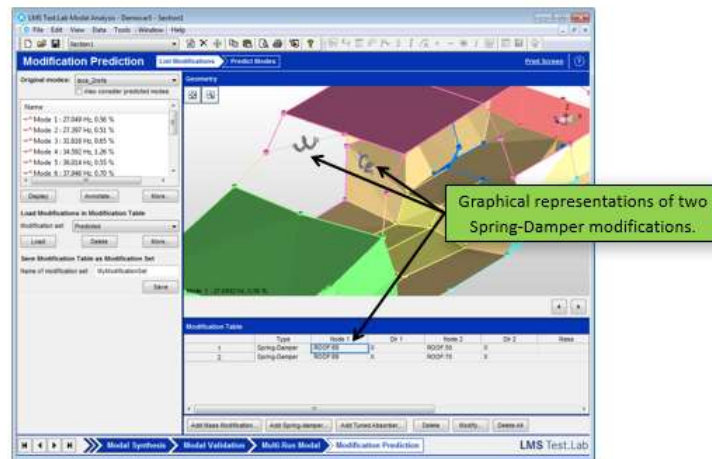 LMS Test.Lab Modal Analysis - Demacar5 - Section1
File Edit View Data Tools Window Help
Section1
Modification Prediction
List Modifications
Predict Modes
Print Screen
Original modes:
Also consider predicted modes
Name
Mode 1 : 27.049 Hz, 0.56 %
Mode 2 : 27.397 Hz, 0.51 %
Mode 3 : 31.816 Hz, 0.65 %
Mode 4 : 34.592 Hz, 1.26 %
Mode 5 : 36.014 Hz, 0.55 %
Mode 6 : 37.846 Hz, 0.70 %
Display Annotate... More...
Load Modifications in Modification Table
Modification set: Predicted
Load Delete More...
Save Modification Table as Modification Set
Name of modification set: MyModificationSet
Save
Geometry
Graphical representations of two
Spring-Damper modifications.
Modification Table
Type Node 1 Dir 1 Node 2 Dir 2 Mass
1 Spring-Damper X X
2 Spring-Damper X X
Add Mass Modification... Add Spring-damper... Add Tuned Absorber... Delete Modify... Delete All
Modal Synthesis Modal Validation Multi-Run Modal Modification Prediction
LMS Test.Lab